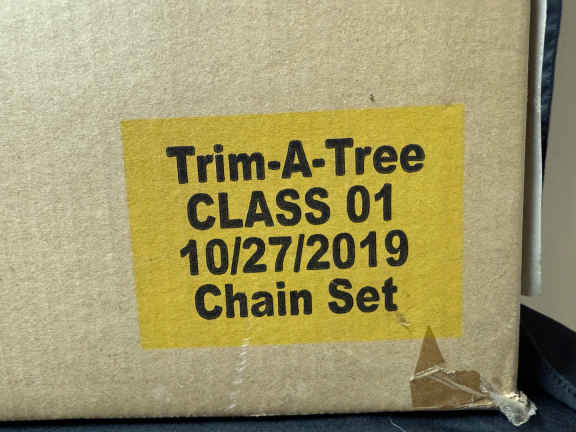 Trim-A-Tree
CLASS 01
10/27/2019
Chain Set